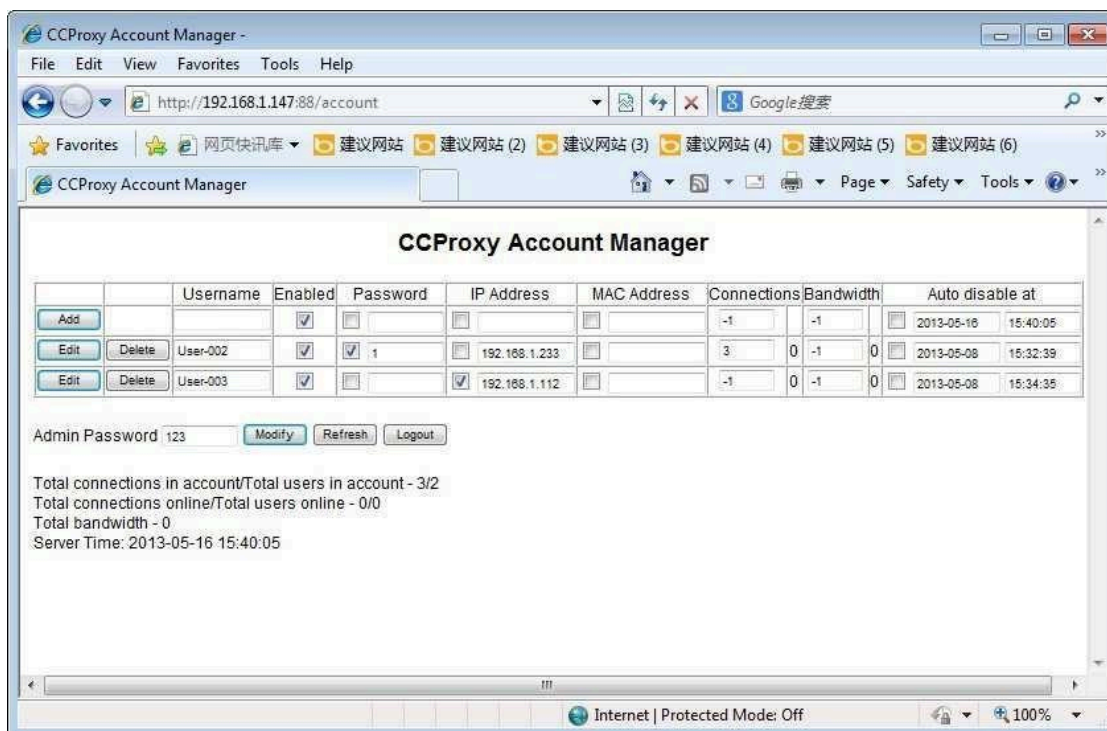 CCProxy Account Manager -
File Edit View Favorites Tools Help
http://192.168.1.147:88/account Google搜索
Favorites 网页快讯库 建议网站 建议网站 (2) 建议网站 (3) 建议网站 (4) 建议网站 (5) 建议网站 (6)
CCProxy Account Manager Page Safety Tools
CCProxy Account Manager
Username Enabled Password IP Address MAC Address Connections Bandwidth Auto disable at
Add -1 -1 2013-05-16 15:40:05
Edit Delete User-002 1 192.168.1.233 3 0 -1 0 2013-05-08 15:32:39
Edit Delete User-003 192.168.1.112 -1 0 -1 0 2013-05-08 15:34:35
Admin Password 123 Modify Refresh Logout
Total connections in account/Total users in account - 3/2
Total connections online/Total users online - 0/0
Total bandwidth - 0
Server Time: 2013-05-16 15:40:05
Internet | Protected Mode: Off 100%